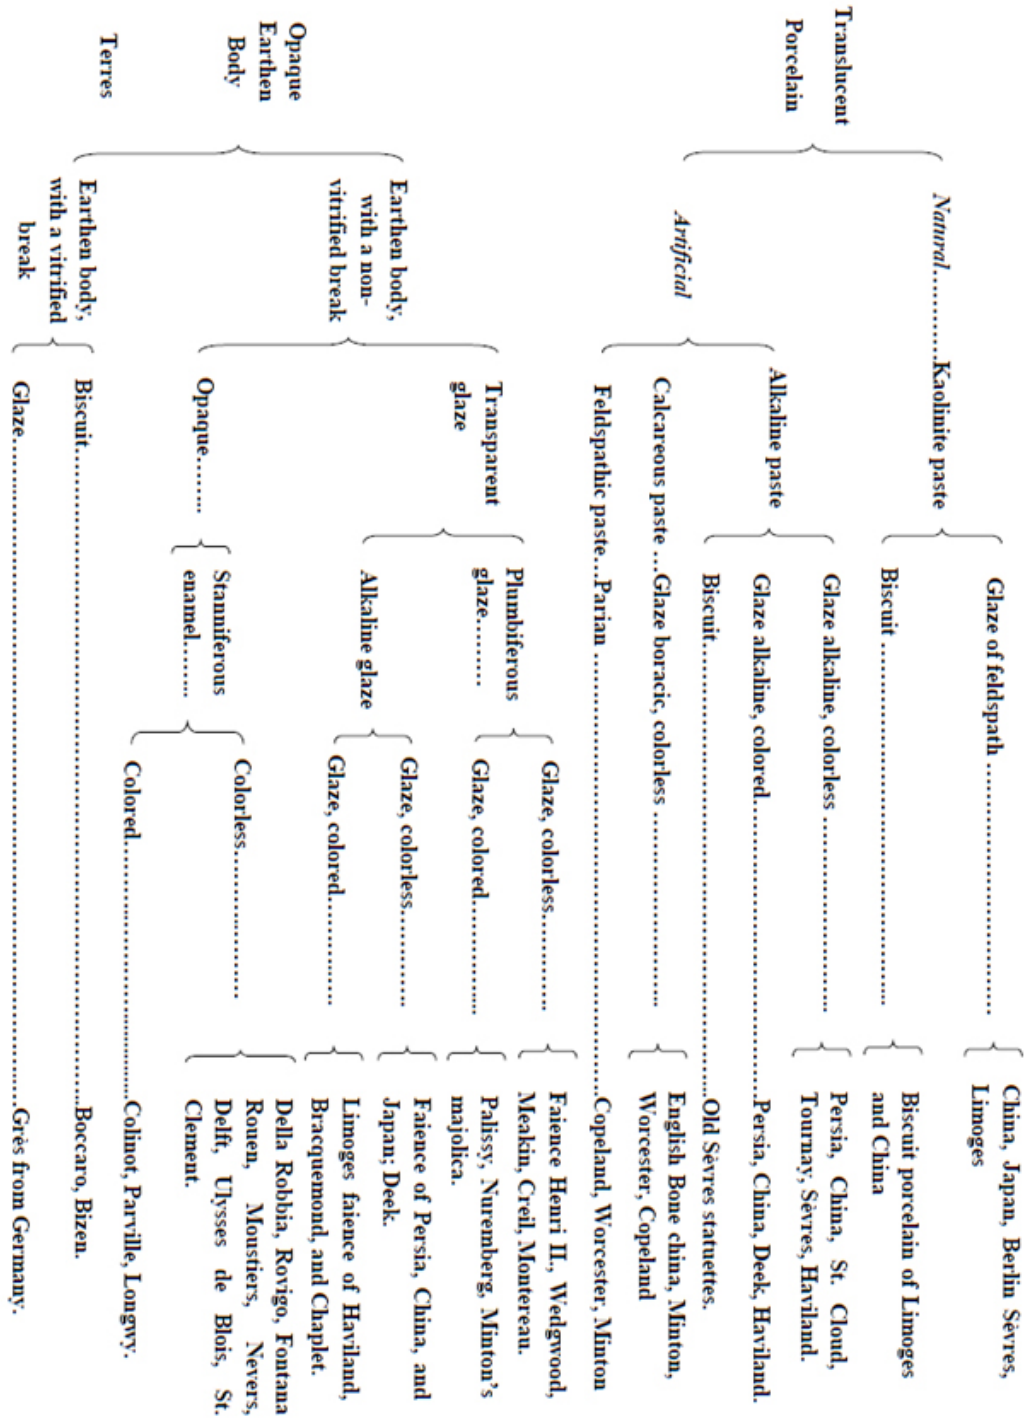 Translucent
Porcelain
Natural............Kaolinite paste
Glaze of feldspath ................................
China, Japan, Berlin Sèvres,
Limoges
Biscuit ................................................
Biscuit porcelain of Limoges
and China
Artificial
Alkaline paste
Glaze alkaline, colorless ..........................
Persia, China, St. Cloud,
Tournay, Sèvres, Haviland.
Glaze alkaline, colored................................................Persia, China, Deek, Haviland.
Biscuit................................................................Old Sèvres statuettes.
Calcareous paste ...Glaze boracic, colorless ..........................
English Bone china, Minton,
Worcester, Copeland
Feldspathic paste...Parian ................................................................Copeland, Worcester, Minton
Opaque
Earthen
Body
Earthen body,
with a non-
vitrified break
Transparent
glaze
Plumbiferous
glaze.........
Glaze, colorless.............
Faience Henri II., Wedgwood,
Meakin, Creil, Montereau.
Glaze, colored................
Palissy, Nuremberg, Minton's
majolica.
Alkaline glaze
Glaze, colorless.............
Faience of Persia, China, and
Japan; Deek.
Glaze, colored...............
Limoges faience of Haviland,
Bracquemond, and Chaplet.
Opaque........
Stanniferous
enamel........
Colorless....................
Della Robbia, Rovigo, Fontana
Rouen, Moustiers, Nevers,
Delft, Ulysses de Blois, St.
Clement.
Colored................................................Colinot, Parville, Longwy.
Terres
Earthen body,
with a vitrified
break
Biscuit................................................................................Boccaro, Bizen.
Glaze................................................................................Grès from Germany.